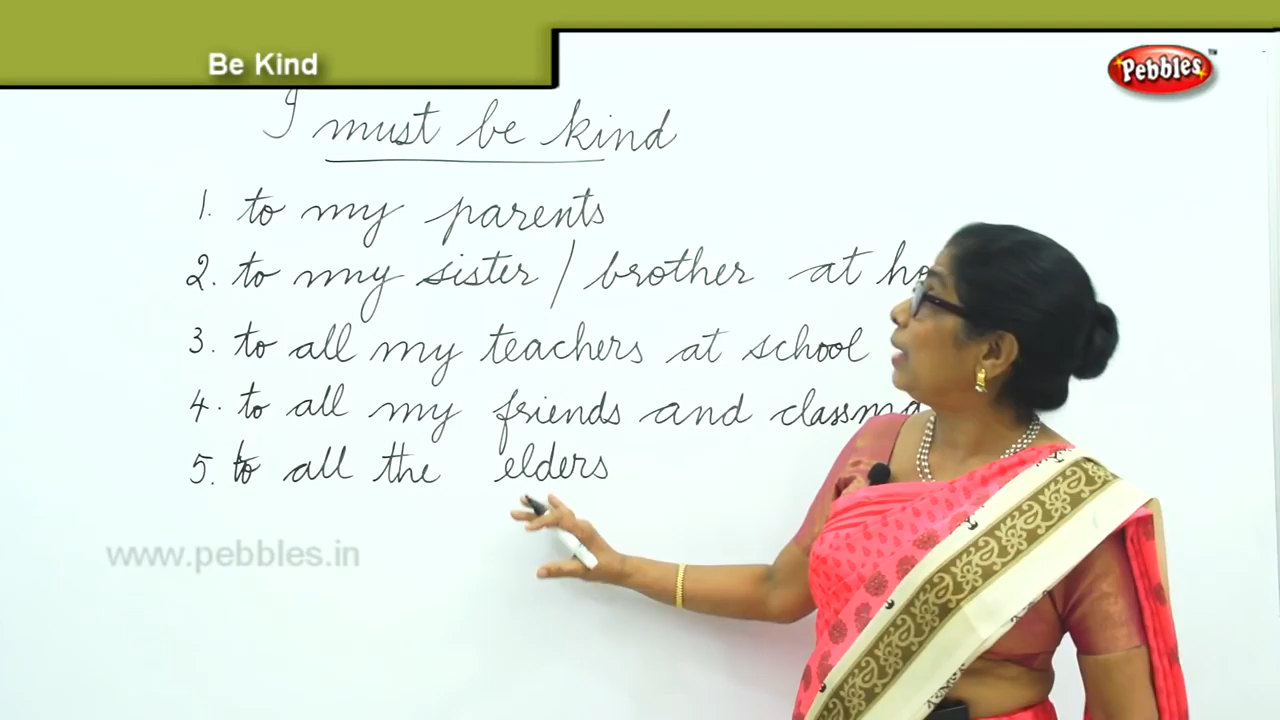 Be Kind
Pebbles™
I must be kind
1. to my parents
2. to my sister / brother at
3. to all my teachers at school
4. to all my friends and
5. to all the elders
www.pebbles.in